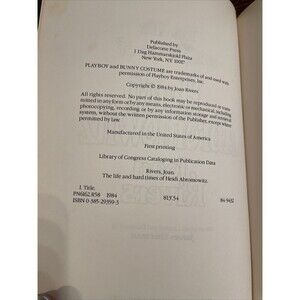 Published by
Delacorte Press
1 Dag Hammarskjold Plaza
New York, NY 10017
PLAYBOY and BUNNY COSTUME are trademarks of and used with
permission of Playboy Enterprises, Inc.
Copyright © 1984 by Joan Rivers
All rights reserved. No part of this book may be reproduced or trans-
mitted in any form or by any means, electronic or mechanical, including
photocopying, recording or by any information storage and retrieval
system, without the written permission of the Publisher, except where
permitted by law.
Manufactured in the United States of America
First printing
Library of Congress Cataloging in Publication Data
Rivers, Joan.
The life and hard times of Heidi Abromowitz.
I. Title.
PN6162.R58 1984 813'.54 84-9457
ISBN 0-385-29359-3